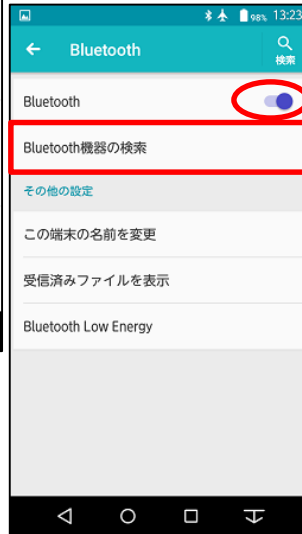 98% 13:23
Bluetooth
検索
Bluetooth
Bluetooth機器の検索
その他の設定
この端末の名前を変更
受信済みファイルを表示
Bluetooth Low Energy